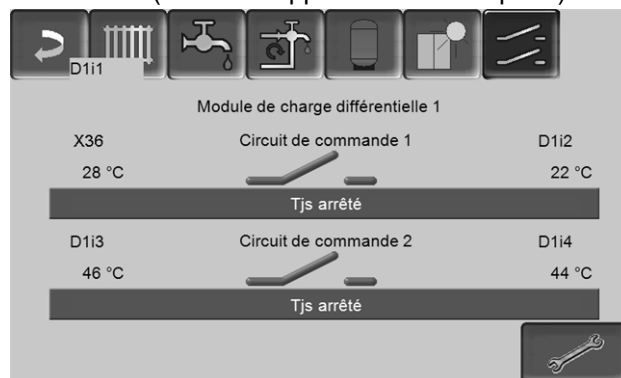 D1i1
Module de charge différentielle 1
X36 Circuit de commande 1 D1i2
28 °C 22 °C
Tjs arrêté
D1i3 Circuit de commande 2 D1i4
46 °C 44 °C
Tjs arrêté